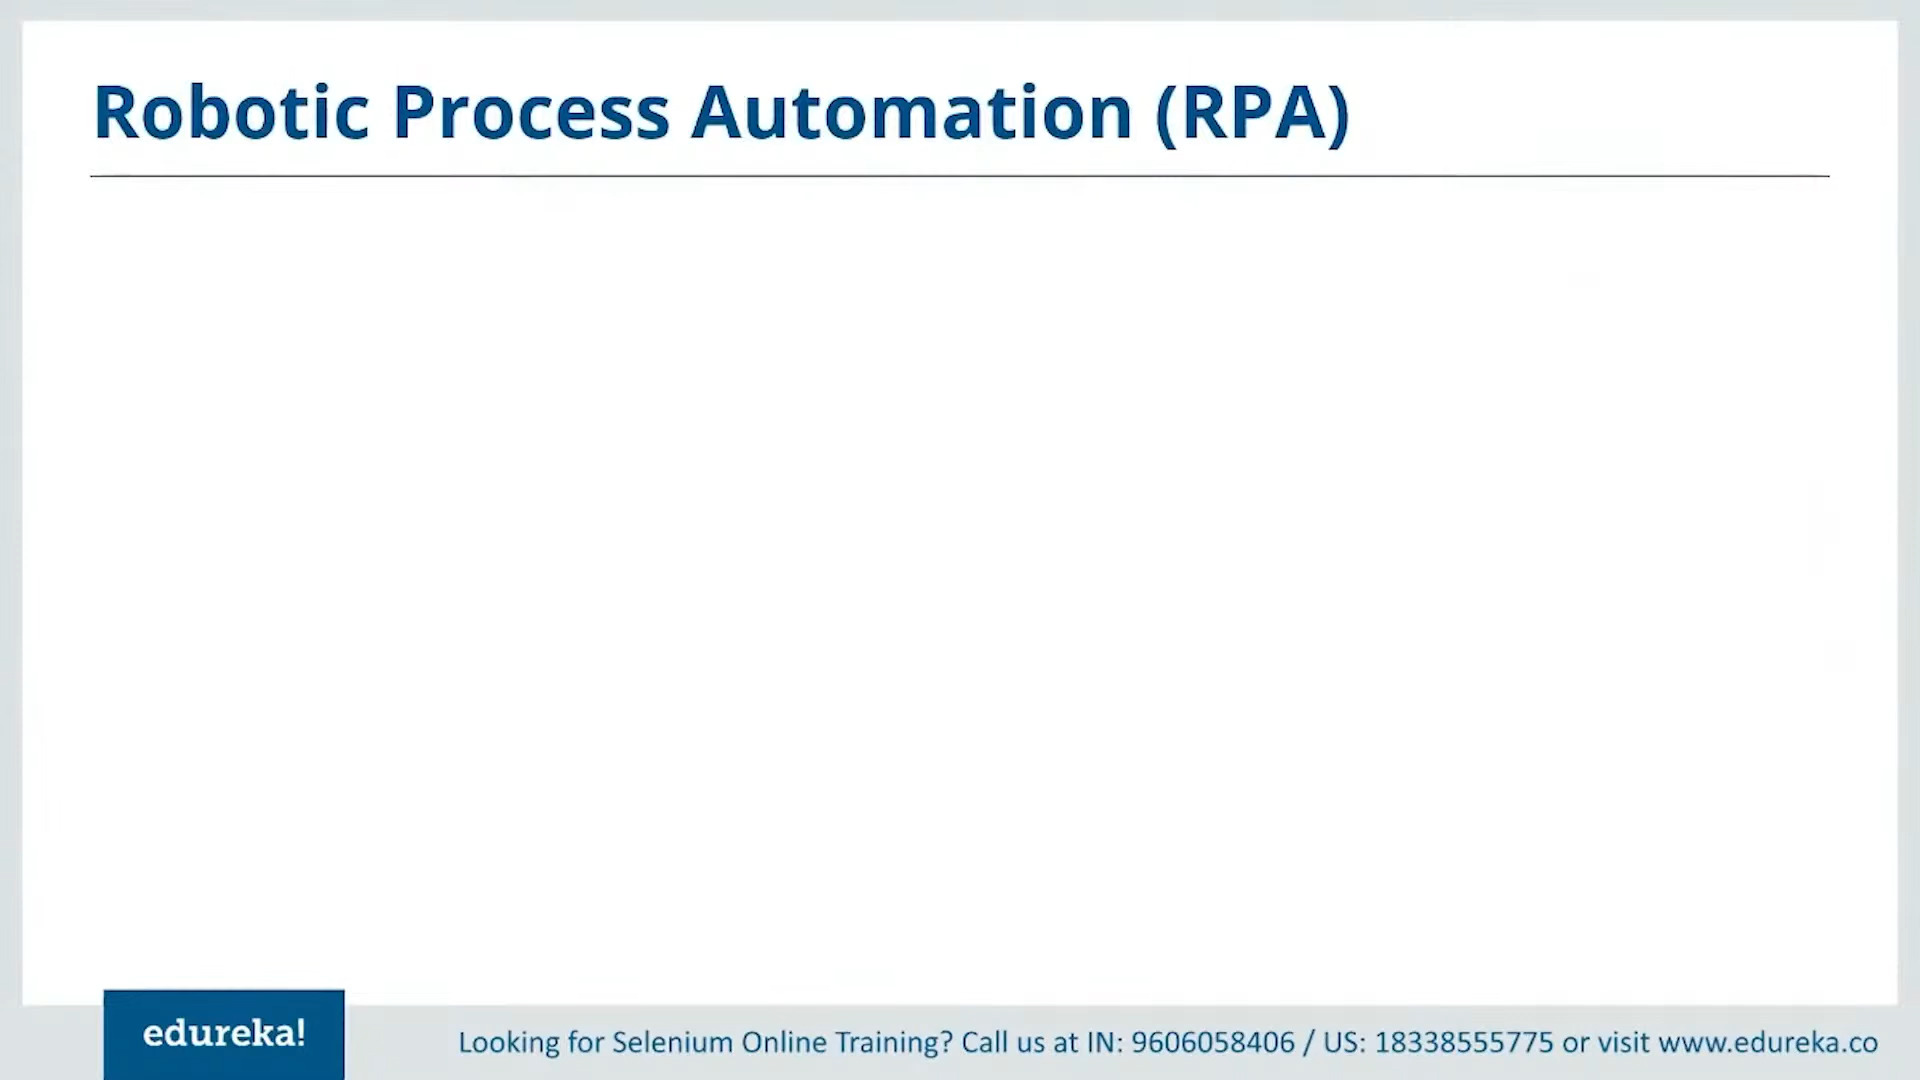 Robotic Process Automation (RPA)
edureka!
Looking for Selenium Online Training? Call us at IN: 9606058406 / US: 18338555775 or visit www.edureka.co